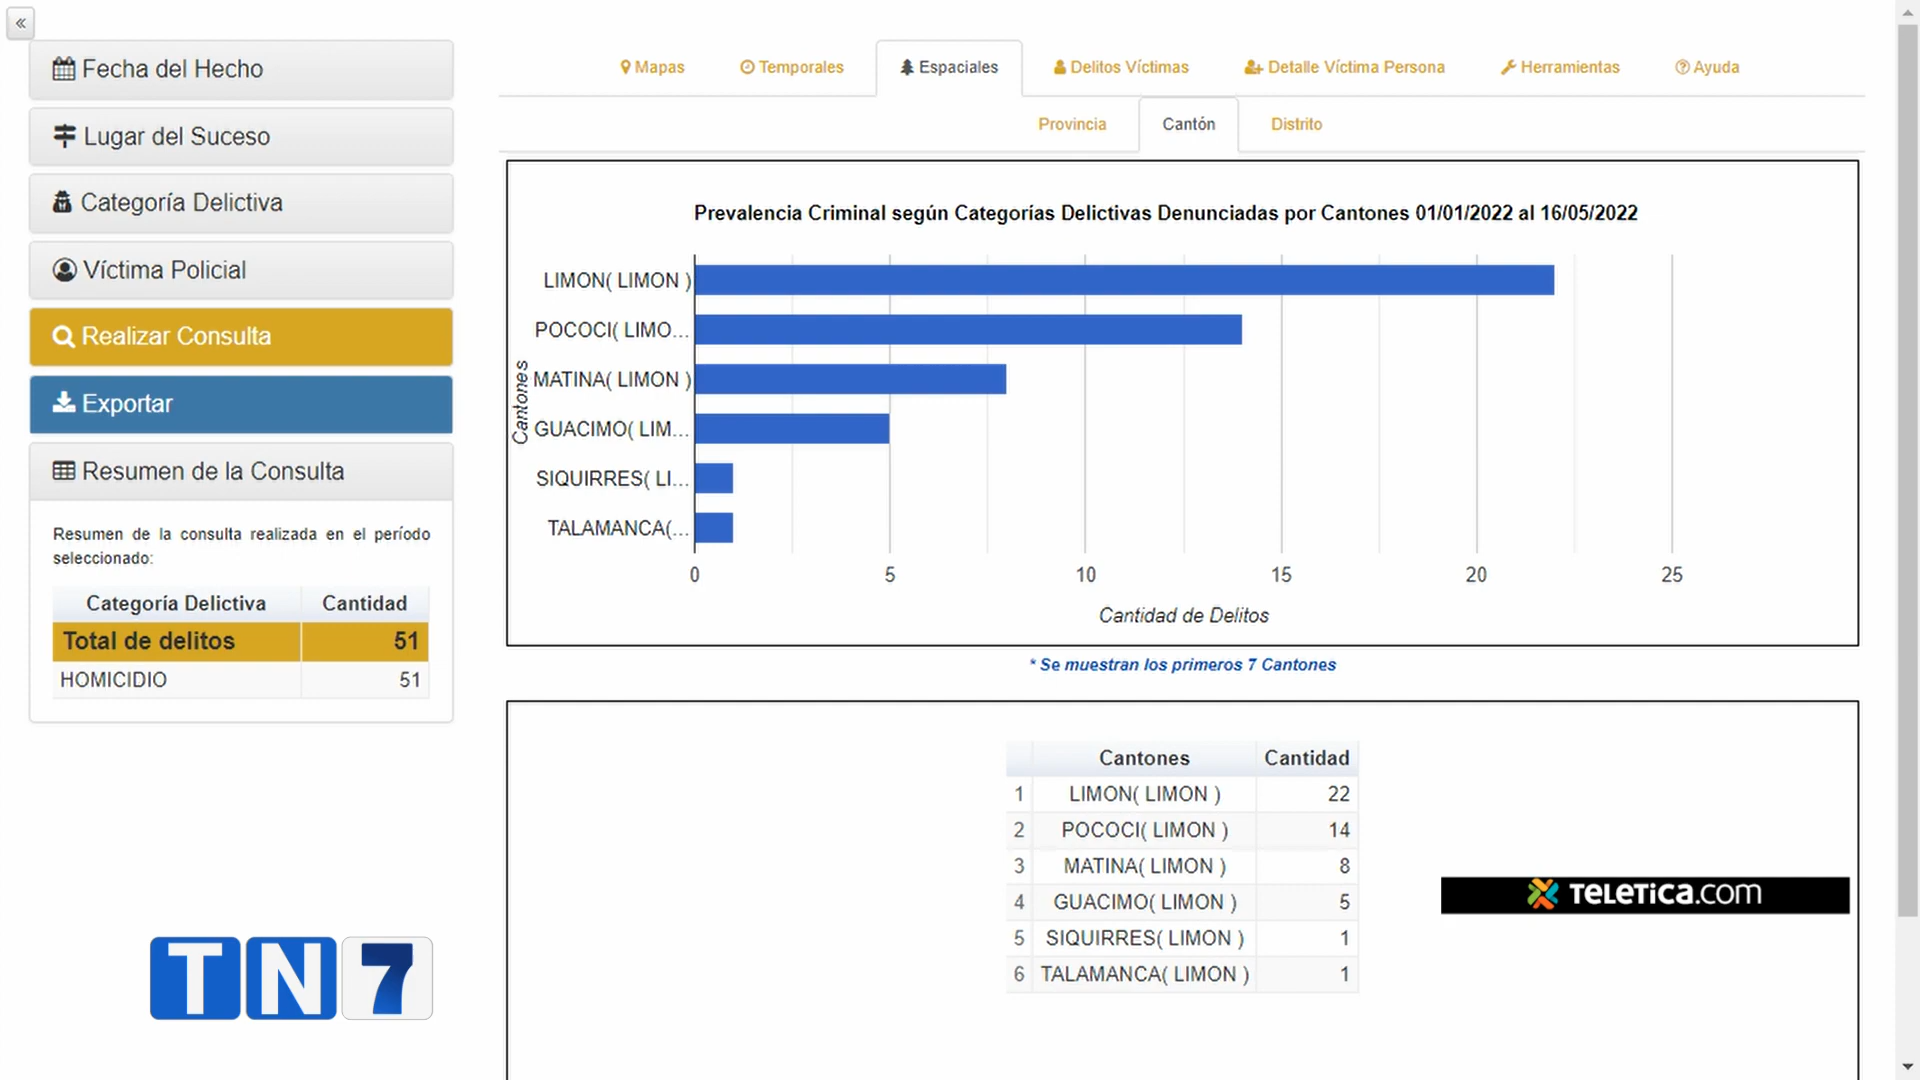 «
Fecha del Hecho
Lugar del Suceso
Categoría Delictiva
Víctima Policial
Realizar Consulta
Exportar
Resumen de la Consulta
Resumen de la consulta realizada en el período
seleccionado:
Categoría Delictiva Cantidad
Total de delitos 51
HOMICIDIO 51
TN7
Mapas Temporales Espaciales Delitos Víctimas Detalle Víctima Persona Herramientas Ayuda
Provincia Cantón Distrito
Prevalencia Criminal según Categorías Delictivas Denunciadas por Cantones 01/01/2022 al 16/05/2022
Cantones
LIMON( LIMON )
POCOCI( LIMO...
MATINA( LIMON )
GUACIMO( LIM...
SIQUIRRES( LI...
TALAMANCA(...
0 5 10 15 20 25
Cantidad de Delitos
* Se muestran los primeros 7 Cantones
Cantones Cantidad
1 LIMON( LIMON ) 22
2 POCOCI( LIMON ) 14
3 MATINA( LIMON ) 8
4 GUACIMO( LIMON ) 5
5 SIQUIRRES( LIMON ) 1
6 TALAMANCA( LIMON ) 1
TELETICA.com